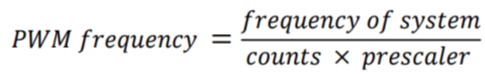 PWM frequency = frequency of system / counts × prescaler